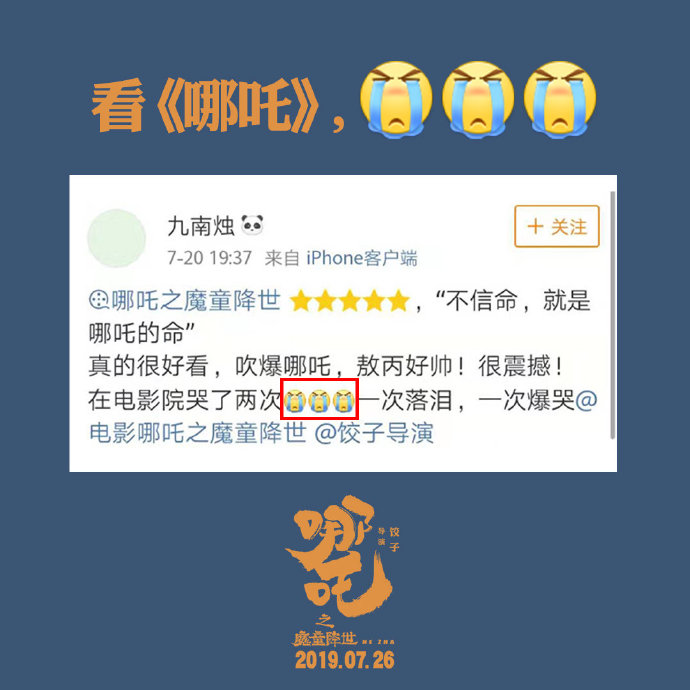 看《哪吒》，😭😭😭
九南烛🐼
+ 关注
7-20 19:37 来自 iPhone客户端
@哪吒之魔童降世 ⭐⭐⭐⭐⭐，“不信命，就是
哪吒的命”
真的很好看，吹爆哪吒，敖丙好帅！很震撼！
在电影院哭了两次😭😭😭一次落泪，一次爆哭@
电影哪吒之魔童降世 @饺子导演
哪吒
饺子
导演
之
魔童降世 NE ZHA
2019.07.26